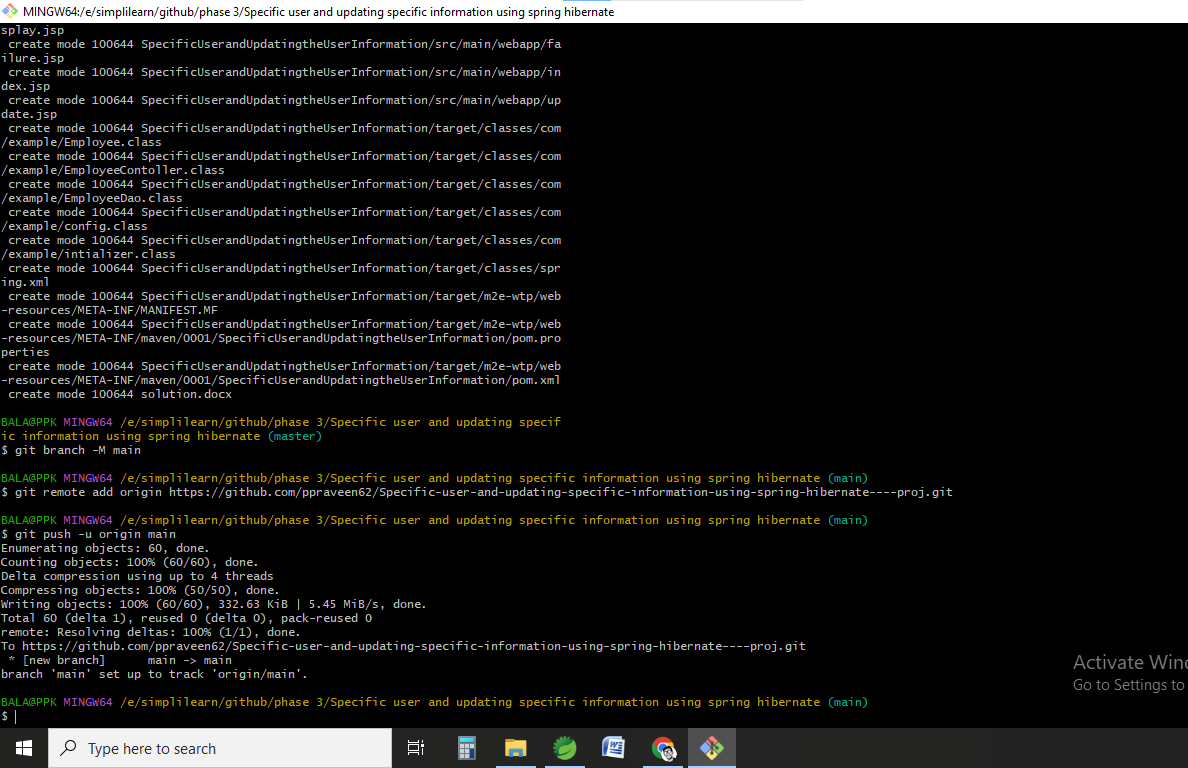 MINGW64:/e/simplilearn/github/phase 3/Specific user and updating specific information using spring hibernate
splay.jsp
 create mode 100644 SpecificUserandUpdatingtheUserInformation/src/main/webapp/fa
ilure.jsp
 create mode 100644 SpecificUserandUpdatingtheUserInformation/src/main/webapp/in
dex.jsp
 create mode 100644 SpecificUserandUpdatingtheUserInformation/src/main/webapp/up
date.jsp
 create mode 100644 SpecificUserandUpdatingtheUserInformation/target/classes/com
/example/Employee.class
 create mode 100644 SpecificUserandUpdatingtheUserInformation/target/classes/com
/example/EmployeeContoller.class
 create mode 100644 SpecificUserandUpdatingtheUserInformation/target/classes/com
/example/EmployeeDao.class
 create mode 100644 SpecificUserandUpdatingtheUserInformation/target/classes/com
/example/config.class
 create mode 100644 SpecificUserandUpdatingtheUserInformation/target/classes/com
/example/intializer.class
 create mode 100644 SpecificUserandUpdatingtheUserInformation/target/classes/spr
ing.xml
 create mode 100644 SpecificUserandUpdatingtheUserInformation/target/m2e-wtp/web
-resources/META-INF/MANIFEST.MF
 create mode 100644 SpecificUserandUpdatingtheUserInformation/target/m2e-wtp/web
-resources/META-INF/maven/0001/SpecificUserandUpdatingtheUserInformation/pom.pro
perties
 create mode 100644 SpecificUserandUpdatingtheUserInformation/target/m2e-wtp/web
-resources/META-INF/maven/0001/SpecificUserandUpdatingtheUserInformation/pom.xml
 create mode 100644 solution.docx
BALA@PPK MINGW64 /e/simplilearn/github/phase 3/Specific user and updating specif
ic information using spring hibernate (master)
$ git branch -M main
BALA@PPK MINGW64 /e/simplilearn/github/phase 3/Specific user and updating specific information using spring hibernate (main)
$ git remote add origin https://github.com/ppraveen62/Specific-user-and-updating-specific-information-using-spring-hibernate----proj.git
BALA@PPK MINGW64 /e/simplilearn/github/phase 3/Specific user and updating specific information using spring hibernate (main)
$ git push -u origin main
Enumerating objects: 60, done.
Counting objects: 100% (60/60), done.
Delta compression using up to 4 threads
Compressing objects: 100% (50/50), done.
Writing objects: 100% (60/60), 332.63 KiB | 5.45 MiB/s, done.
Total 60 (delta 1), reused 0 (delta 0), pack-reused 0
remote: Resolving deltas: 100% (1/1), done.
To https://github.com/ppraveen62/Specific-user-and-updating-specific-information-using-spring-hibernate----proj.git
 * [new branch]      main -> main
branch 'main' set up to track 'origin/main'.
BALA@PPK MINGW64 /e/simplilearn/github/phase 3/Specific user and updating specific information using spring hibernate (main)
$
Activate Wind
Go to Settings to
Type here to search